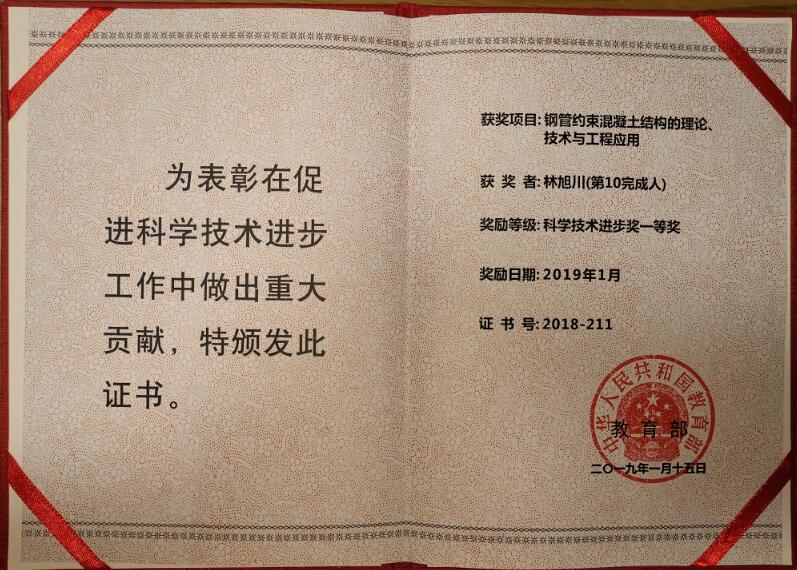 为表彰在促
进科学技术进步
工作中做出重大
贡献，特颁发此
证书。
获奖项目：钢管约束混凝土结构的理论、
技术与工程应用
获 奖 者：林旭川(第10完成人)
奖励等级：科学技术进步奖一等奖
奖励日期：2019年1月
证 书 号：2018-211
中华人民共和国教育部
教 育 部
二〇一九年一月十五日